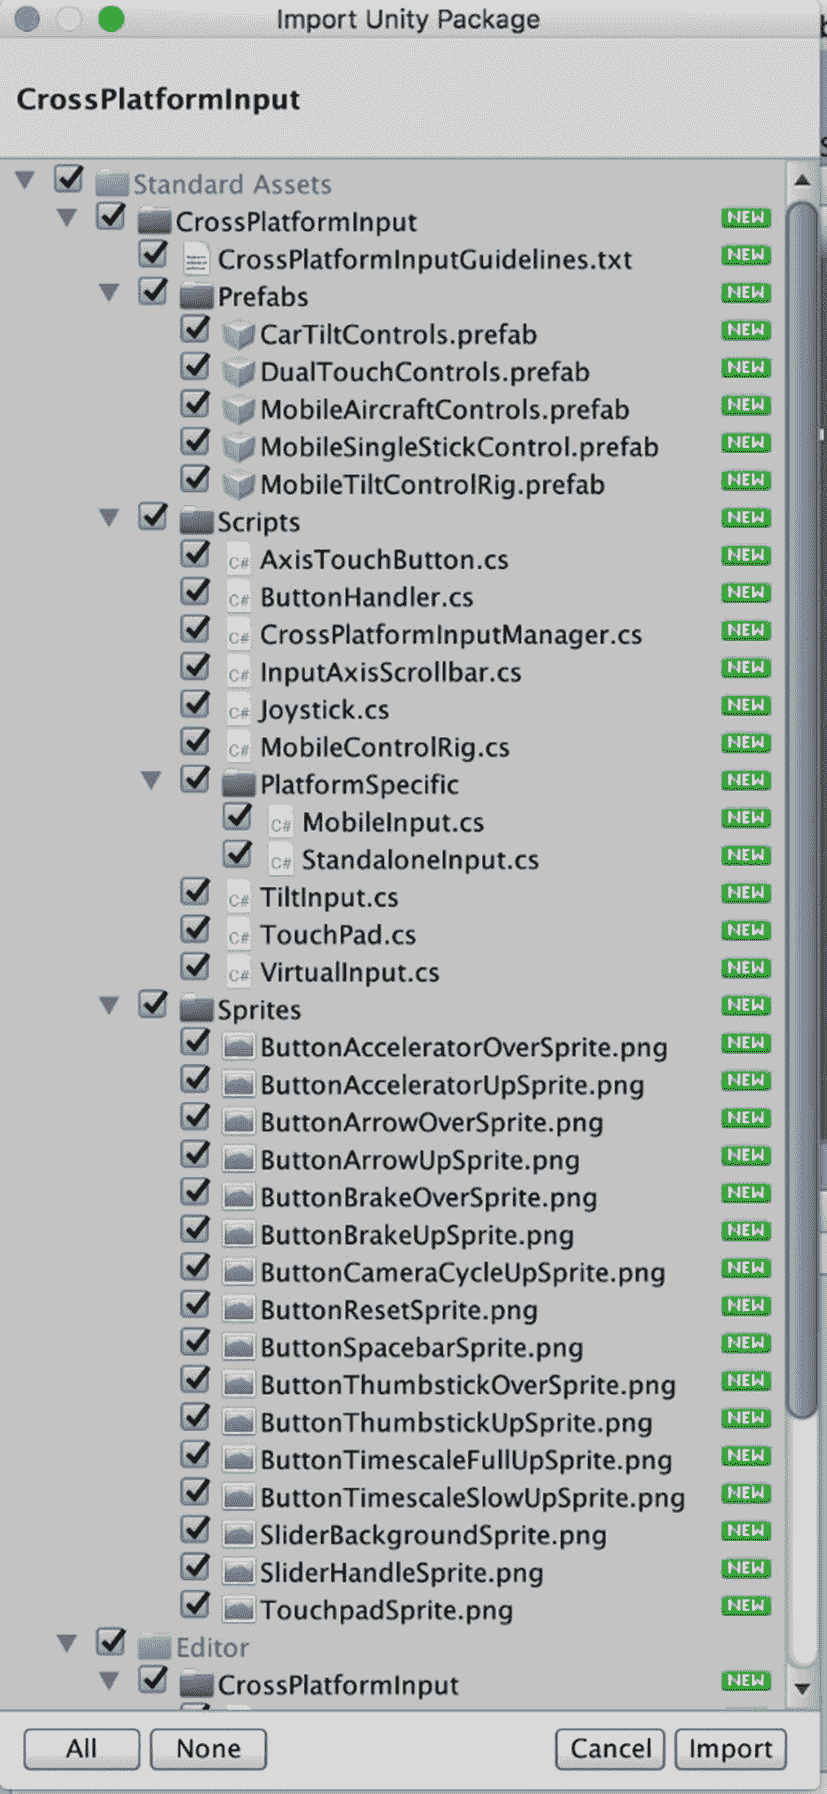 Import Unity Package
CrossPlatformInput
Standard Assets
CrossPlatformInput NEW
CrossPlatformInputGuidelines.txt NEW
Prefabs NEW
CarTiltControls.prefab NEW
DualTouchControls.prefab NEW
MobileAircraftControls.prefab NEW
MobileSingleStickControl.prefab NEW
MobileTiltControlRig.prefab NEW
Scripts NEW
C# AxisTouchButton.cs NEW
C# ButtonHandler.cs NEW
C# CrossPlatformInputManager.cs NEW
C# InputAxisScrollbar.cs NEW
C# Joystick.cs NEW
C# MobileControlRig.cs NEW
PlatformSpecific NEW
C# MobileInput.cs NEW
C# StandaloneInput.cs NEW
C# TiltInput.cs NEW
C# TouchPad.cs NEW
C# VirtualInput.cs NEW
Sprites NEW
ButtonAcceleratorOverSprite.png NEW
ButtonAcceleratorUpSprite.png NEW
ButtonArrowOverSprite.png NEW
ButtonArrowUpSprite.png NEW
ButtonBrakeOverSprite.png NEW
ButtonBrakeUpSprite.png NEW
ButtonCameraCycleUpSprite.png NEW
ButtonResetSprite.png NEW
ButtonSpacebarSprite.png NEW
ButtonThumbstickOverSprite.png NEW
ButtonThumbstickUpSprite.png NEW
ButtonTimescaleFullUpSprite.png NEW
ButtonTimescaleSlowUpSprite.png NEW
SliderBackgroundSprite.png NEW
SliderHandleSprite.png NEW
TouchpadSprite.png NEW
Editor
CrossPlatformInput NEW
All None Cancel Import